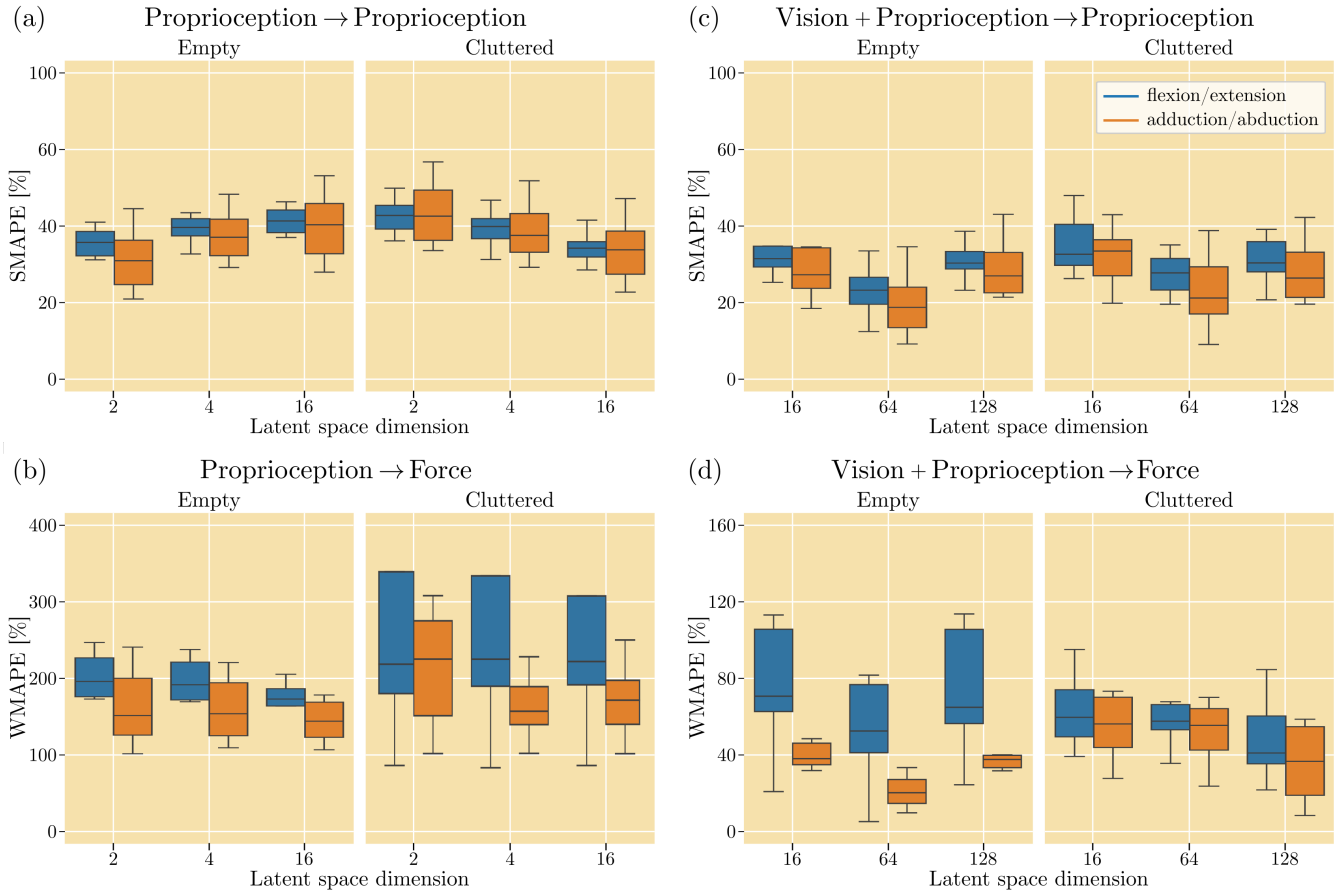 (a) Proprioception → Proprioception
Empty Cluttered
100
60
40
20
0
SMAPE [%]
2 4 16 2 4 16
Latent space dimension
(c) Vision + Proprioception → Proprioception
Empty Cluttered
flexion/extension
adduction/abduction
100
60
40
20
0
SMAPE [%]
16 64 128 16 64 128
Latent space dimension
(b) Proprioception → Force
Empty Cluttered
400
300
200
100
0
WMAPE [%]
2 4 16 2 4 16
Latent space dimension
(d) Vision + Proprioception → Force
Empty Cluttered
160
120
80
40
0
WMAPE [%]
16 64 128 16 64 128
Latent space dimension